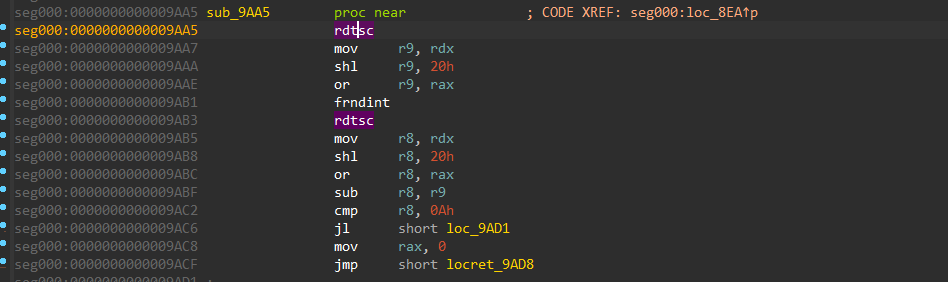 seg000:0000000000009AA5 sub_9AA5 proc near ; CODE XREF: seg000:loc_8EA↑p
seg000:0000000000009AA5 rdtsc
seg000:0000000000009AA7 mov r9, rdx
seg000:0000000000009AAA shl r9, 20h
seg000:0000000000009AAE or r9, rax
seg000:0000000000009AB1 frndint
seg000:0000000000009AB3 rdtsc
seg000:0000000000009AB5 mov r8, rdx
seg000:0000000000009AB8 shl r8, 20h
seg000:0000000000009ABC or r8, rax
seg000:0000000000009ABF sub r8, r9
seg000:0000000000009AC2 cmp r8, 0Ah
seg000:0000000000009AC6 jl short loc_9AD1
seg000:0000000000009AC8 mov rax, 0
seg000:0000000000009ACF jmp short locret_9AD8